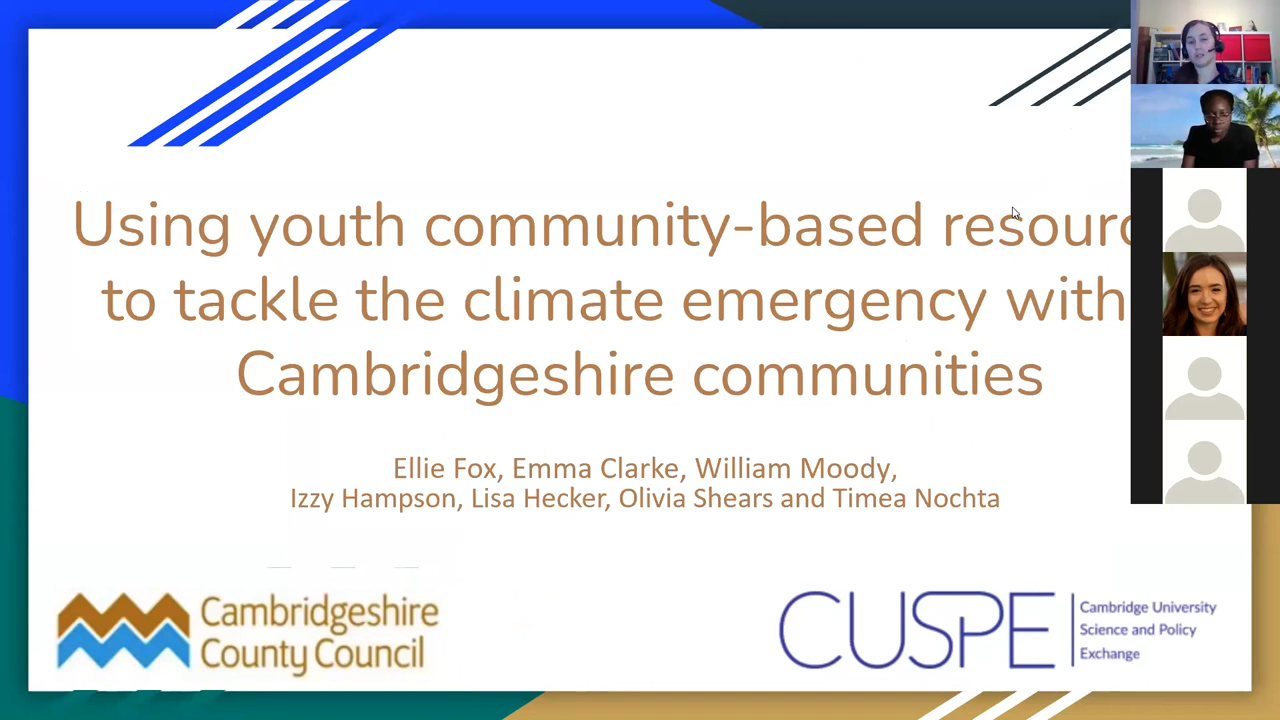 Using youth community-based resourc
to tackle the climate emergency with
Cambridgeshire communities
Ellie Fox, Emma Clarke, William Moody,
Izzy Hampson, Lisa Hecker, Olivia Shears and Timea Nochta
Cambridgeshire
County Council
CUSPE
Cambridge University
Science and Policy
Exchange